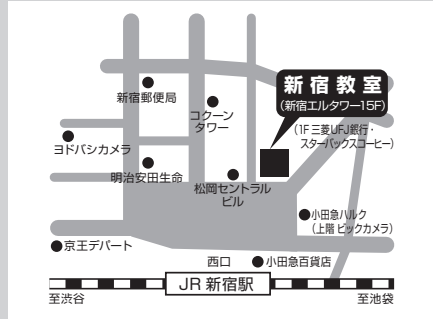 新宿教室
(新宿エルタワー15F)
新宿郵便局
コクーン
タワー
(1F 三菱UFJ銀行・
スターバックスコーヒー)
ヨドバシカメラ
明治安田生命
松岡セントラル
ビル
小田急ハルク
(上階 ビックカメラ)
京王デパート
西口
小田急百貨店
JR 新宿駅
至渋谷
至池袋